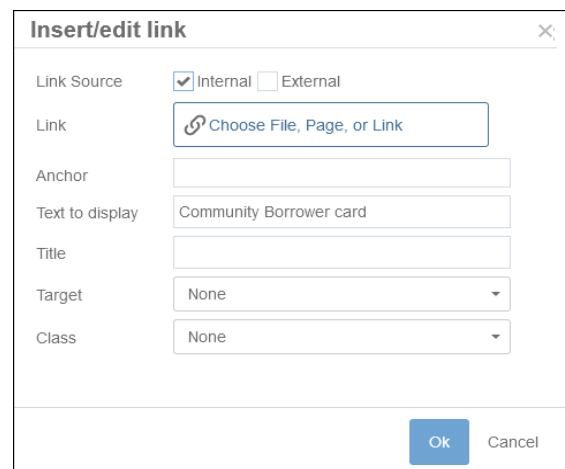 Insert/edit link
Link Source Internal External
Link Choose File, Page, or Link
Anchor
Text to display Community Borrower card
Title
Target None
Class None
Ok Cancel